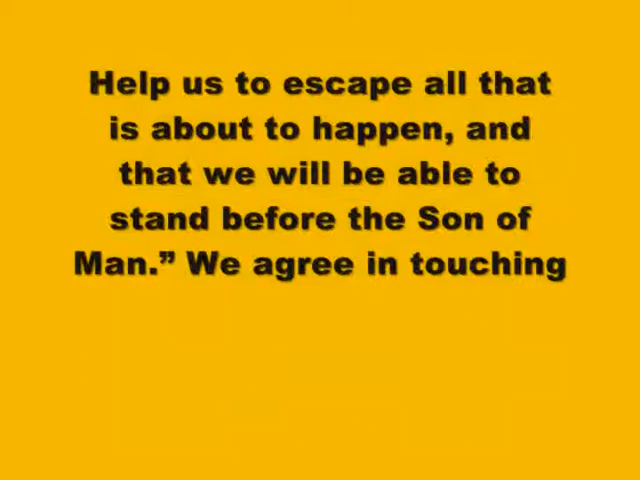 Help us to escape all that
is about to happen, and
that we will be able to
stand before the Son of
Man.” We agree in touching